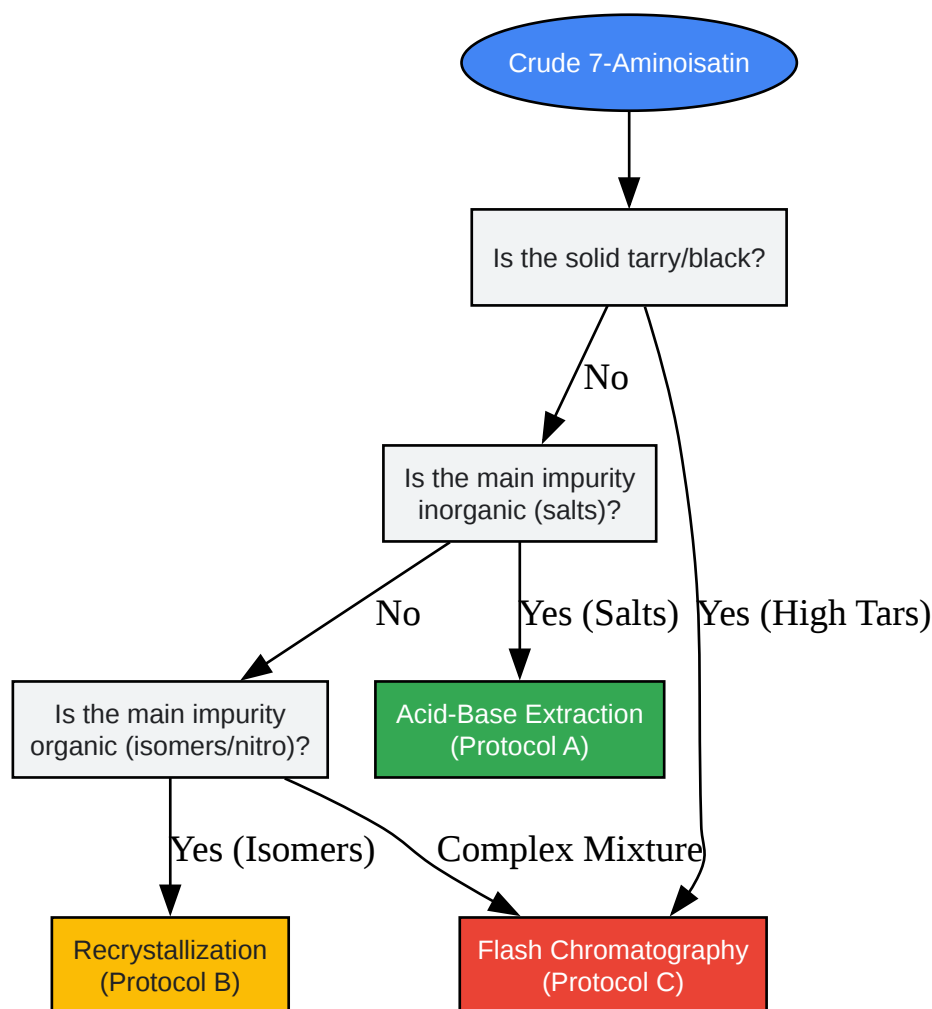 Crude 7-Aminoisatin
Is the solid tarry/black?
No
Is the main impurity
inorganic (salts)?
No
Yes (Salts)
Yes (High Tars)
Is the main impurity
organic (isomers/nitro)?
Acid-Base Extraction
(Protocol A)
Yes (Isomers)
Complex Mixture
Recrystallization
(Protocol B)
Flash Chromatography
(Protocol C)